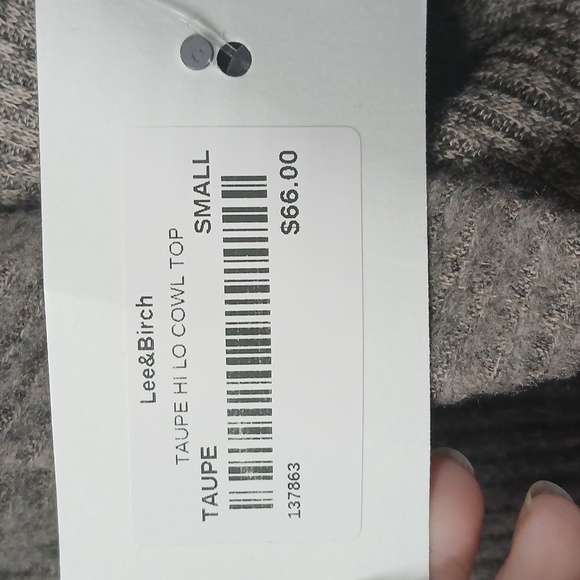 Lee&Birch
TAUPE HI LO COWL TOP
TAUPE SMALL
137863 $66.00